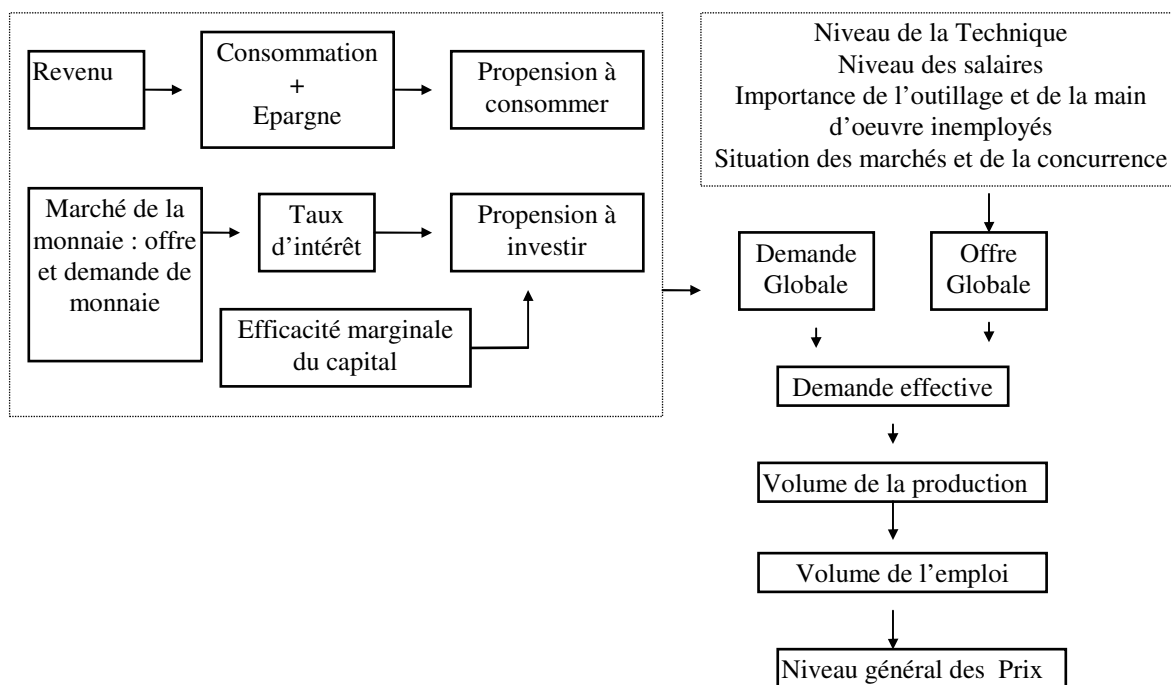 Revenu
Consommation
+
Epargne
Propension à
consommer
Marché de la
monnaie : offre
et demande de
monnaie
Taux
d’intérêt
Propension à
investir
Efficacité marginale
du capital
Niveau de la Technique
Niveau des salaires
Importance de l’outillage et de la main
d’oeuvre inemployés
Situation des marchés et de la concurrence
Demande
Globale
Offre
Globale
Demande effective
Volume de la production
Volume de l’emploi
Niveau général des Prix